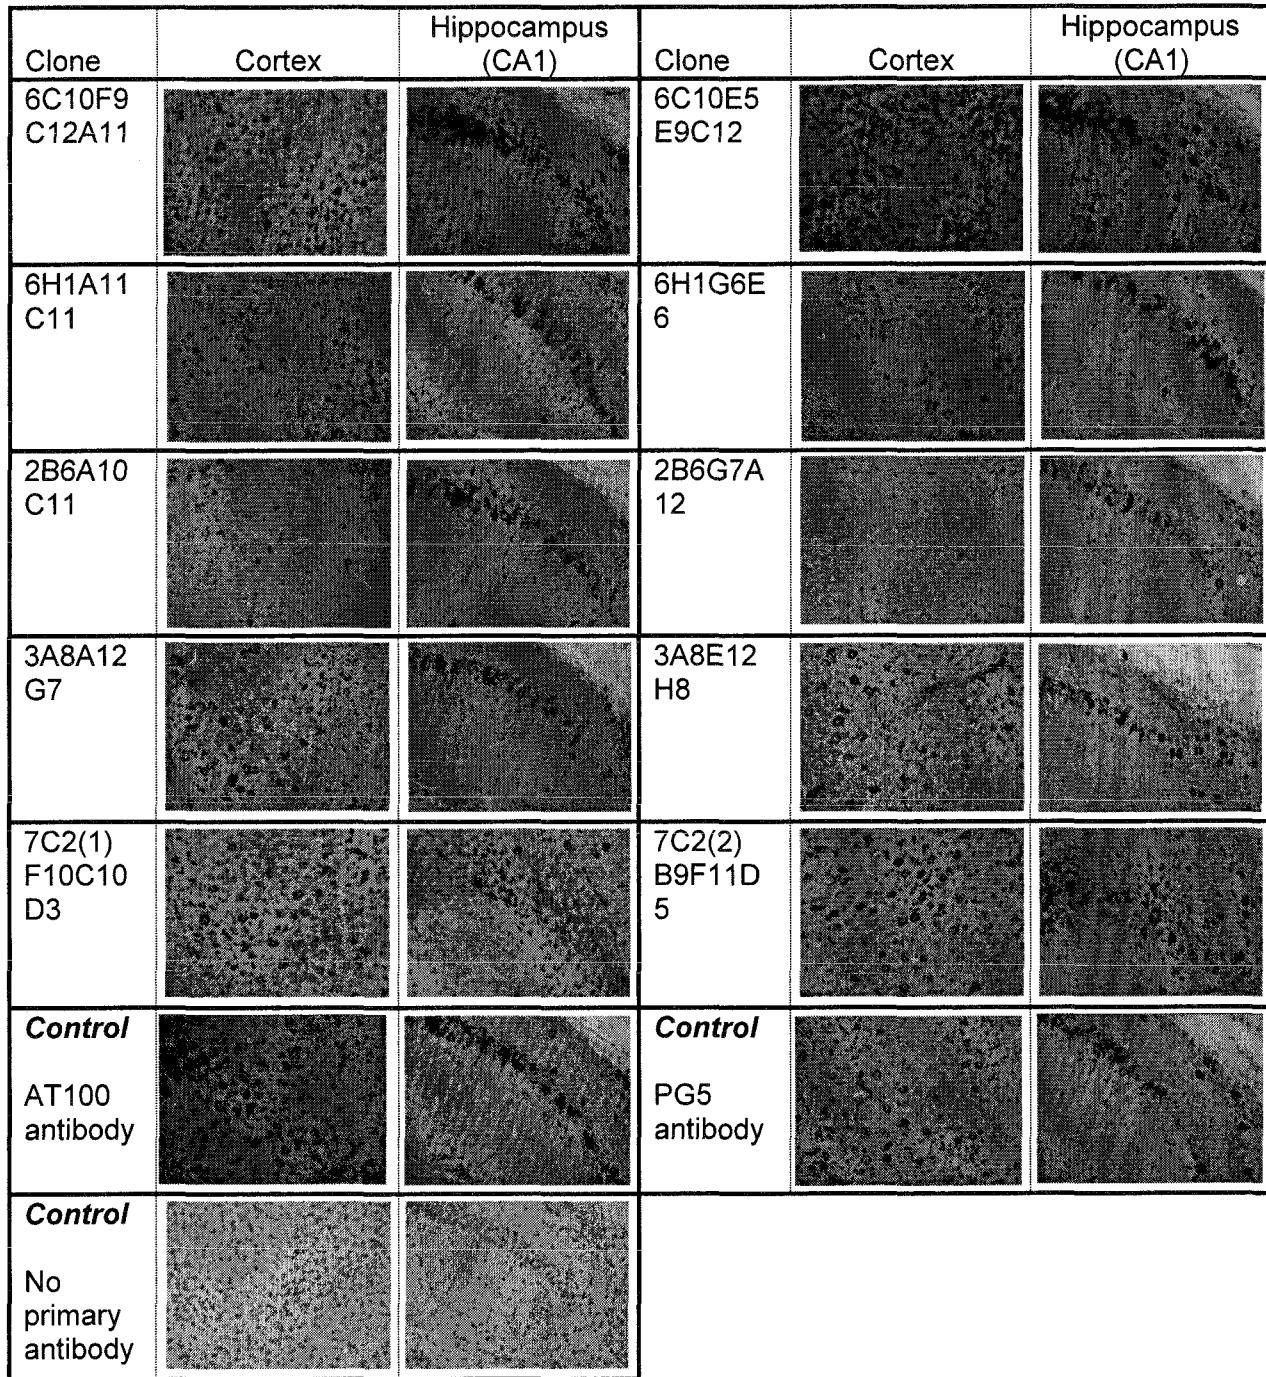 Clone Cortex Hippocampus
(CA1)
Clone Cortex Hippocampus
(CA1)
6C10F9
C12A11
6C10E5
E9C12
6H1A11
C11
6H1G6E
6
2B6A10
C11
2B6G7A
12
3A8A12
G7
3A8E12
H8
7C2(1)
F10C10
D3
7C2(2)
B9F11D
5
Control
AT100
antibody
Control
PG5
antibody
Control
No
primary
antibody